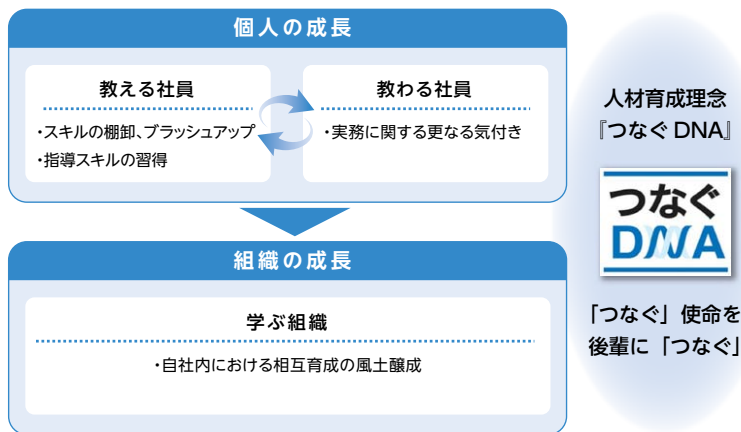 個人の成長
教える社員
・スキルの棚卸、ブラッシュアップ
・指導スキルの習得
教わる社員
・実務に関する更なる気付き
組織の成長
学ぶ組織
・自社内における相互育成の風土醸成
人材育成理念
『つなぐDNA』
つなぐ
DNA
「つなぐ」使命を
後輩に「つなぐ」